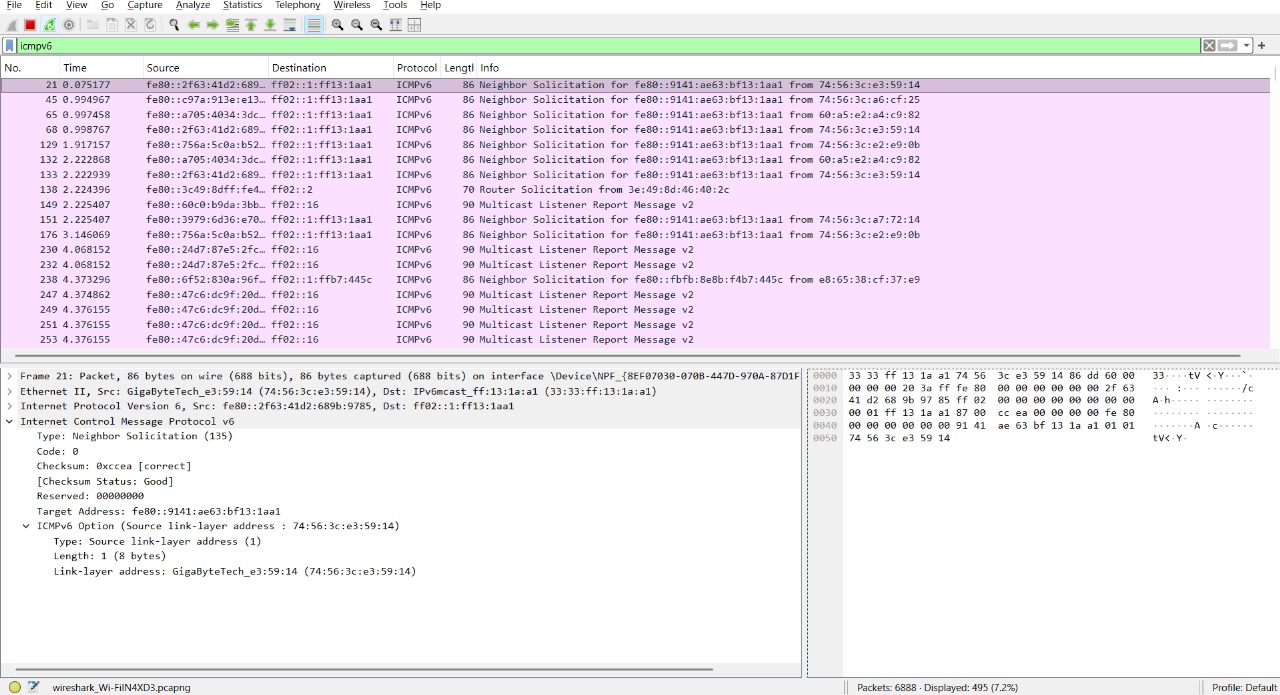 File Edit View Go Capture Analyze Statistics Telephony Wireless Tools Help
icmpv6
No. Time Source Destination Protocol Lengtl Info
21 0.075177 fe80::2f63:41d2:689… ff02::1:ff13:1aa1 ICMPv6 86 Neighbor Solicitation for fe80::9141:ae63:bf13:1aa1 from 74:56:3c:e3:59:14
45 0.994967 fe80::c97a:913e:e13… ff02::1:ff13:1aa1 ICMPv6 86 Neighbor Solicitation for fe80::9141:ae63:bf13:1aa1 from 74:56:3c:a6:cf:25
65 0.997458 fe80::a705:4034:3dc… ff02::1:ff13:1aa1 ICMPv6 86 Neighbor Solicitation for fe80::9141:ae63:bf13:1aa1 from 60:a5:e2:a4:c9:82
68 0.998767 fe80::2f63:41d2:689… ff02::1:ff13:1aa1 ICMPv6 86 Neighbor Solicitation for fe80::9141:ae63:bf13:1aa1 from 74:56:3c:e3:59:14
129 1.917157 fe80::756a:5c0a:b52… ff02::1:ff13:1aa1 ICMPv6 86 Neighbor Solicitation for fe80::9141:ae63:bf13:1aa1 from 74:56:3c:e2:e9:0b
132 2.222868 fe80::a705:4034:3dc… ff02::1:ff13:1aa1 ICMPv6 86 Neighbor Solicitation for fe80::9141:ae63:bf13:1aa1 from 60:a5:e2:a4:c9:82
133 2.222939 fe80::2f63:41d2:689… ff02::1:ff13:1aa1 ICMPv6 86 Neighbor Solicitation for fe80::9141:ae63:bf13:1aa1 from 74:56:3c:e3:59:14
138 2.224396 fe80::3c49:8dff:fe4… ff02::2 ICMPv6 70 Router Solicitation from 3e:49:8d:46:40:2c
149 2.225407 fe80::60c0:b9da:3bb… ff02::16 ICMPv6 90 Multicast Listener Report Message v2
151 2.225407 fe80::3979:6d36:e70… ff02::1:ff13:1aa1 ICMPv6 86 Neighbor Solicitation for fe80::9141:ae63:bf13:1aa1 from 74:56:3c:a7:72:14
176 3.146069 fe80::756a:5c0a:b52… ff02::1:ff13:1aa1 ICMPv6 86 Neighbor Solicitation for fe80::9141:ae63:bf13:1aa1 from 74:56:3c:e2:e9:0b
230 4.068152 fe80::24d7:87e5:2fc… ff02::16 ICMPv6 90 Multicast Listener Report Message v2
232 4.068152 fe80::24d7:87e5:2fc… ff02::16 ICMPv6 90 Multicast Listener Report Message v2
238 4.373296 fe80::6f52:830a:96f… ff02::1:ffb7:445c ICMPv6 86 Neighbor Solicitation for fe80::fbfb:8e8b:f4b7:445c from e8:65:38:cf:37:e9
247 4.374862 fe80::47c6:dc9f:20d… ff02::16 ICMPv6 90 Multicast Listener Report Message v2
249 4.376155 fe80::47c6:dc9f:20d… ff02::16 ICMPv6 90 Multicast Listener Report Message v2
251 4.376155 fe80::47c6:dc9f:20d… ff02::16 ICMPv6 90 Multicast Listener Report Message v2
253 4.376155 fe80::47c6:dc9f:20d… ff02::16 ICMPv6 90 Multicast Listener Report Message v2
Frame 21: Packet, 86 bytes on wire (688 bits), 86 bytes captured (688 bits) on interface \Device\NPF_{8EF07030-070B-447D-970A-87D1F
Ethernet II, Src: GigaByteTech_e3:59:14 (74:56:3c:e3:59:14), Dst: IPv6mcast_ff:13:1a:a1 (33:33:ff:13:1a:a1)
Internet Protocol Version 6, Src: fe80::2f63:41d2:689b:9785, Dst: ff02::1:ff13:1aa1
Internet Control Message Protocol v6
Type: Neighbor Solicitation (135)
Code: 0
Checksum: 0xccea [correct]
[Checksum Status: Good]
Reserved: 00000000
Target Address: fe80::9141:ae63:bf13:1aa1
ICMPv6 Option (Source link-layer address : 74:56:3c:e3:59:14)
Type: Source link-layer address (1)
Length: 1 (8 bytes)
Link-layer address: GigaByteTech_e3:59:14 (74:56:3c:e3:59:14)
0000 33 33 ff 13 1a a1 74 56 3c e3 59 14 86 dd 60 00 33····tV <·Y···`·
0010 00 00 00 20 3a ff fe 80 00 00 00 00 00 00 2f 63 ··· :··· ······/c
0020 41 d2 68 9b 97 85 ff 02 00 00 00 00 00 00 00 00 A·h····· ········
0030 00 01 ff 13 1a a1 87 00 cc ea 00 00 00 00 fe 80 ········ ········
0040 00 00 00 00 00 00 91 41 ae 63 bf 13 1a a1 01 01 ·······A ·c······
0050 74 56 3c e3 59 14 tV<·Y·
wireshark_Wi-FiIN4XD3.pcapng Packets: 6888 · Displayed: 495 (7.2%) Profile: Default